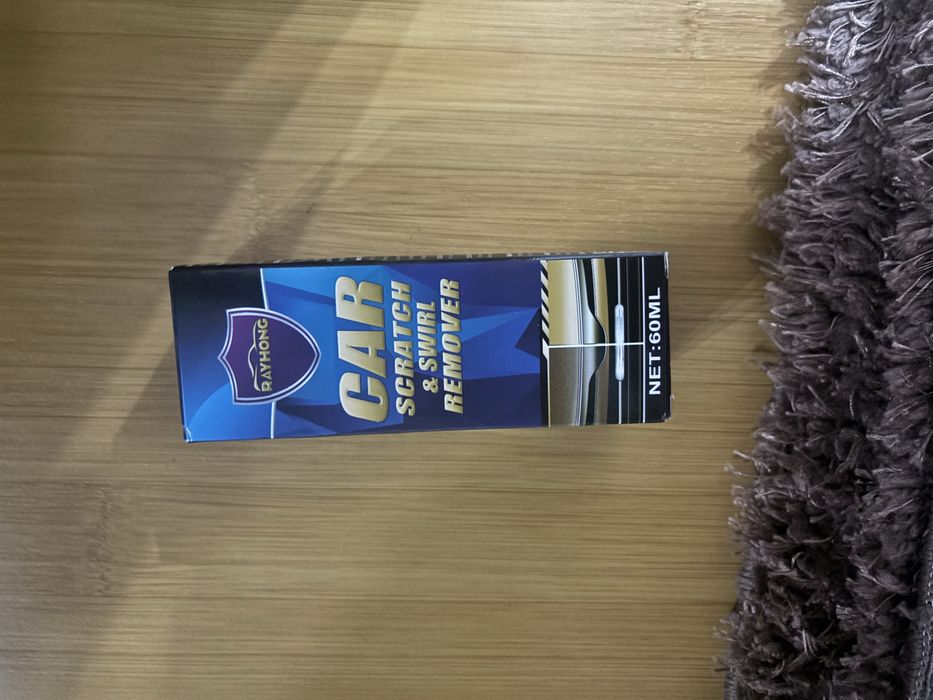 RAYHONG
CAR
SCRATCH
& SWIRL
REMOVER
NET:60ML